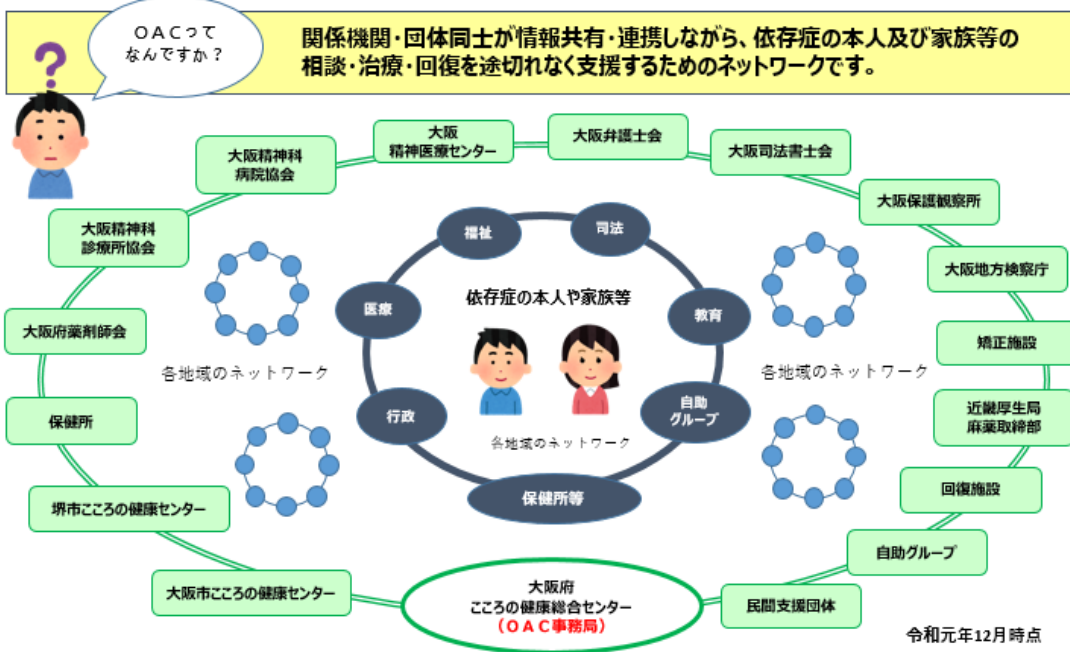 OACって
なんですか？
?
関係機関・団体同士が情報共有・連携しながら、依存症の本人及び家族等の
相談・治療・回復を途切れなく支援するためのネットワークです。
大阪精神科
病院協会
大阪
精神医療センター
大阪弁護士会
大阪司法書士会
大阪保護観察所
大阪地方検察庁
矯正施設
近畿厚生局
麻薬取締部
回復施設
自助グループ
民間支援団体
大阪府
こころの健康総合センター
（OAC事務局）
大阪市こころの健康センター
堺市こころの健康センター
保健所
大阪府薬剤師会
大阪精神科
診療所協会
福祉
司法
医療
教育
行政
自助
グループ
保健所等
依存症の本人や家族等
各地域のネットワーク
各地域のネットワーク
各地域のネットワーク
令和元年12月時点